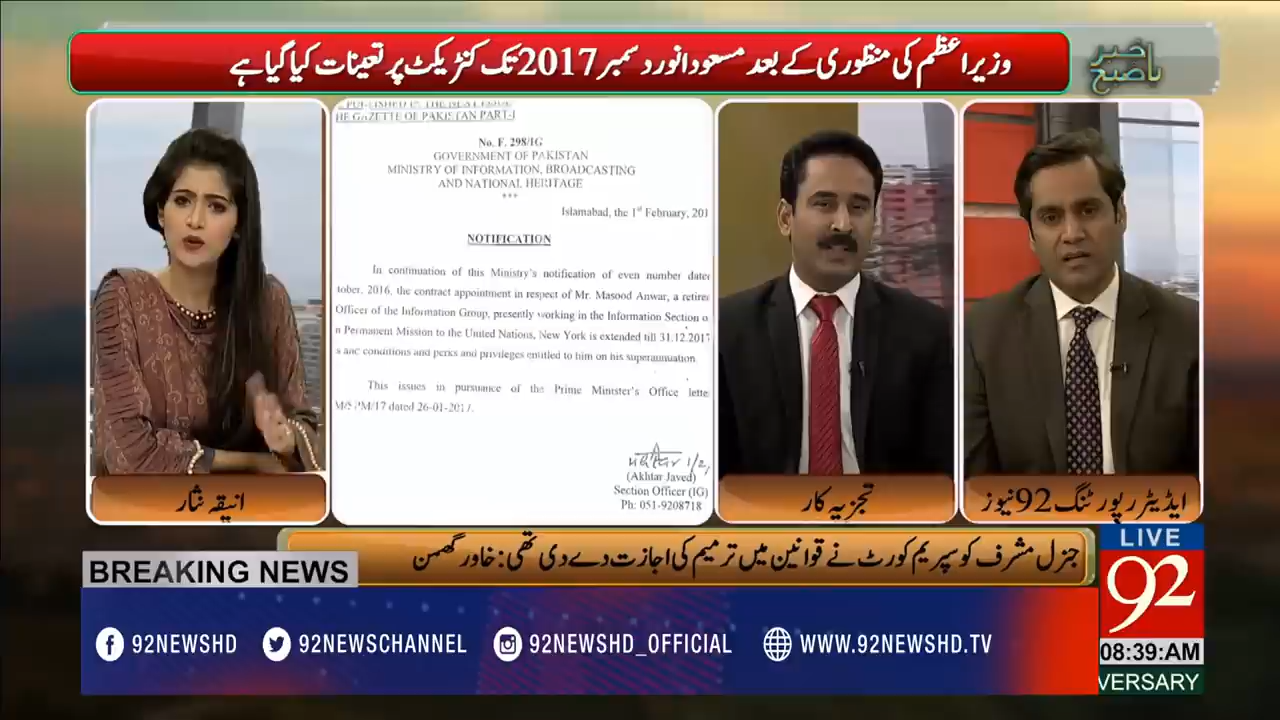 وزیراعظم کی منظوری کے بعد مسعود انور دسمبر 2017 تک کنٹریکٹ پر تعینات کیا گیا ہے
باخبر صبح
HE GAZETTE OF PAKISTAN PART-I
No. F. 298/IG
GOVERNMENT OF PAKISTAN
MINISTRY OF INFORMATION, BROADCASTING
AND NATIONAL HERITAGE
***
Islamabad, the 1st February, 201
NOTIFICATION
In continuation of this Ministry's notification of even number dated
tober, 2016, the contract appointment in respect of Mr. Masood Anwar, a retired
Officer of the Information Group, presently working in the Information Section o
n Permanent Mission to the United Nations, New York is extended till 31.12.2017
s and conditions and perks and privileges entitled to him on his superannuation.
This issues in pursuance of the Prime Minister's Office lette
dated 26-01-2017.
(Akhtar Javed)
Section Officer (IG)
Ph: 051-9208718
انیقہ نثار
تجزیہ کار
ایڈیٹر رپورٹنگ 92 نیوز
جنرل مشرف کو سپریم کورٹ نے قوانین میں ترمیم کی اجازت دے دی تھی: خاور گھمن
BREAKING NEWS
LIVE
92
92NEWSHD
92NEWSCHANNEL
92NEWSHD_OFFICIAL
WWW.92NEWSHD.TV
08:39:AM
VERSARY